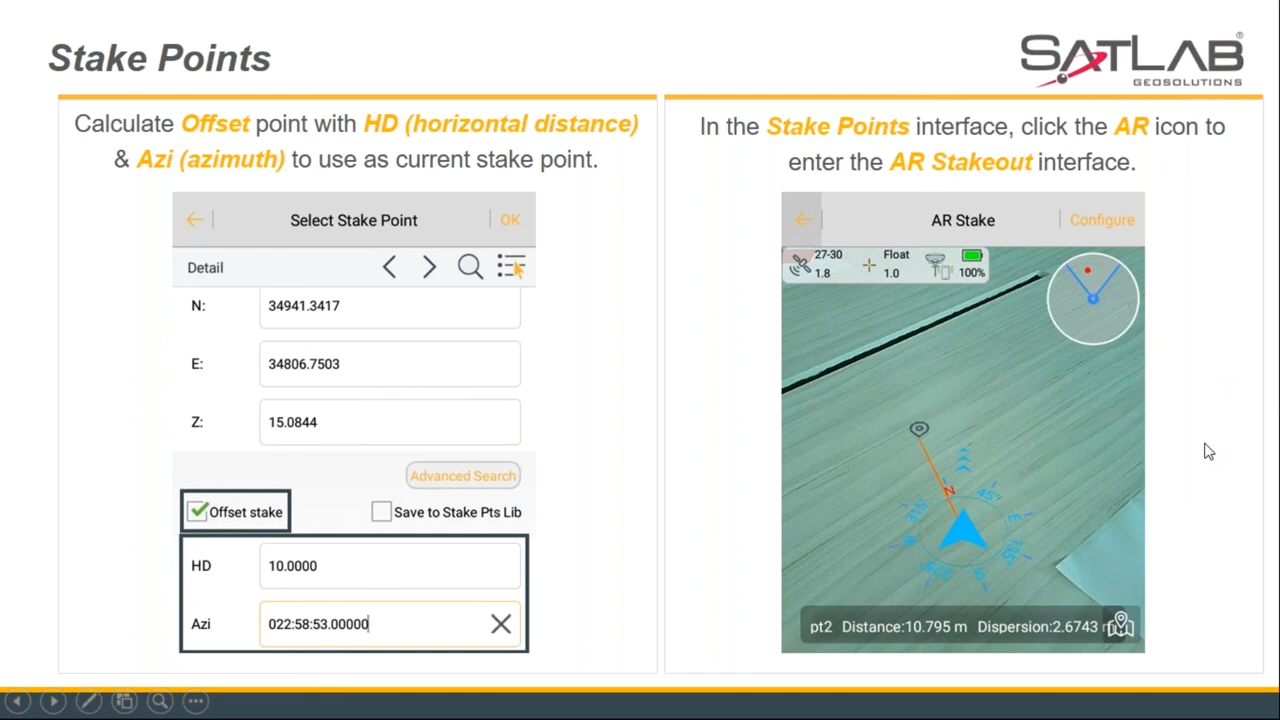 Stake Points
SATLAB
GEOSOLUTIONS
Calculate Offset point with HD (horizontal distance)
& Azi (azimuth) to use as current stake point.
Select Stake Point
OK
Detail
N:
34941.3417
E:
34806.7503
Z:
15.0844
Advanced Search
Offset stake
Save to Stake Pts Lib
HD
10.0000
Azi
022:58:53.00000
In the Stake Points interface, click the AR icon to
enter the AR Stakeout interface.
AR Stake
Configure
27-30
1.8
Float
1.0
100%
N
45°
E
135°
S
225°
W
315°
pt2 Distance:10.795 m Dispersion:2.6743